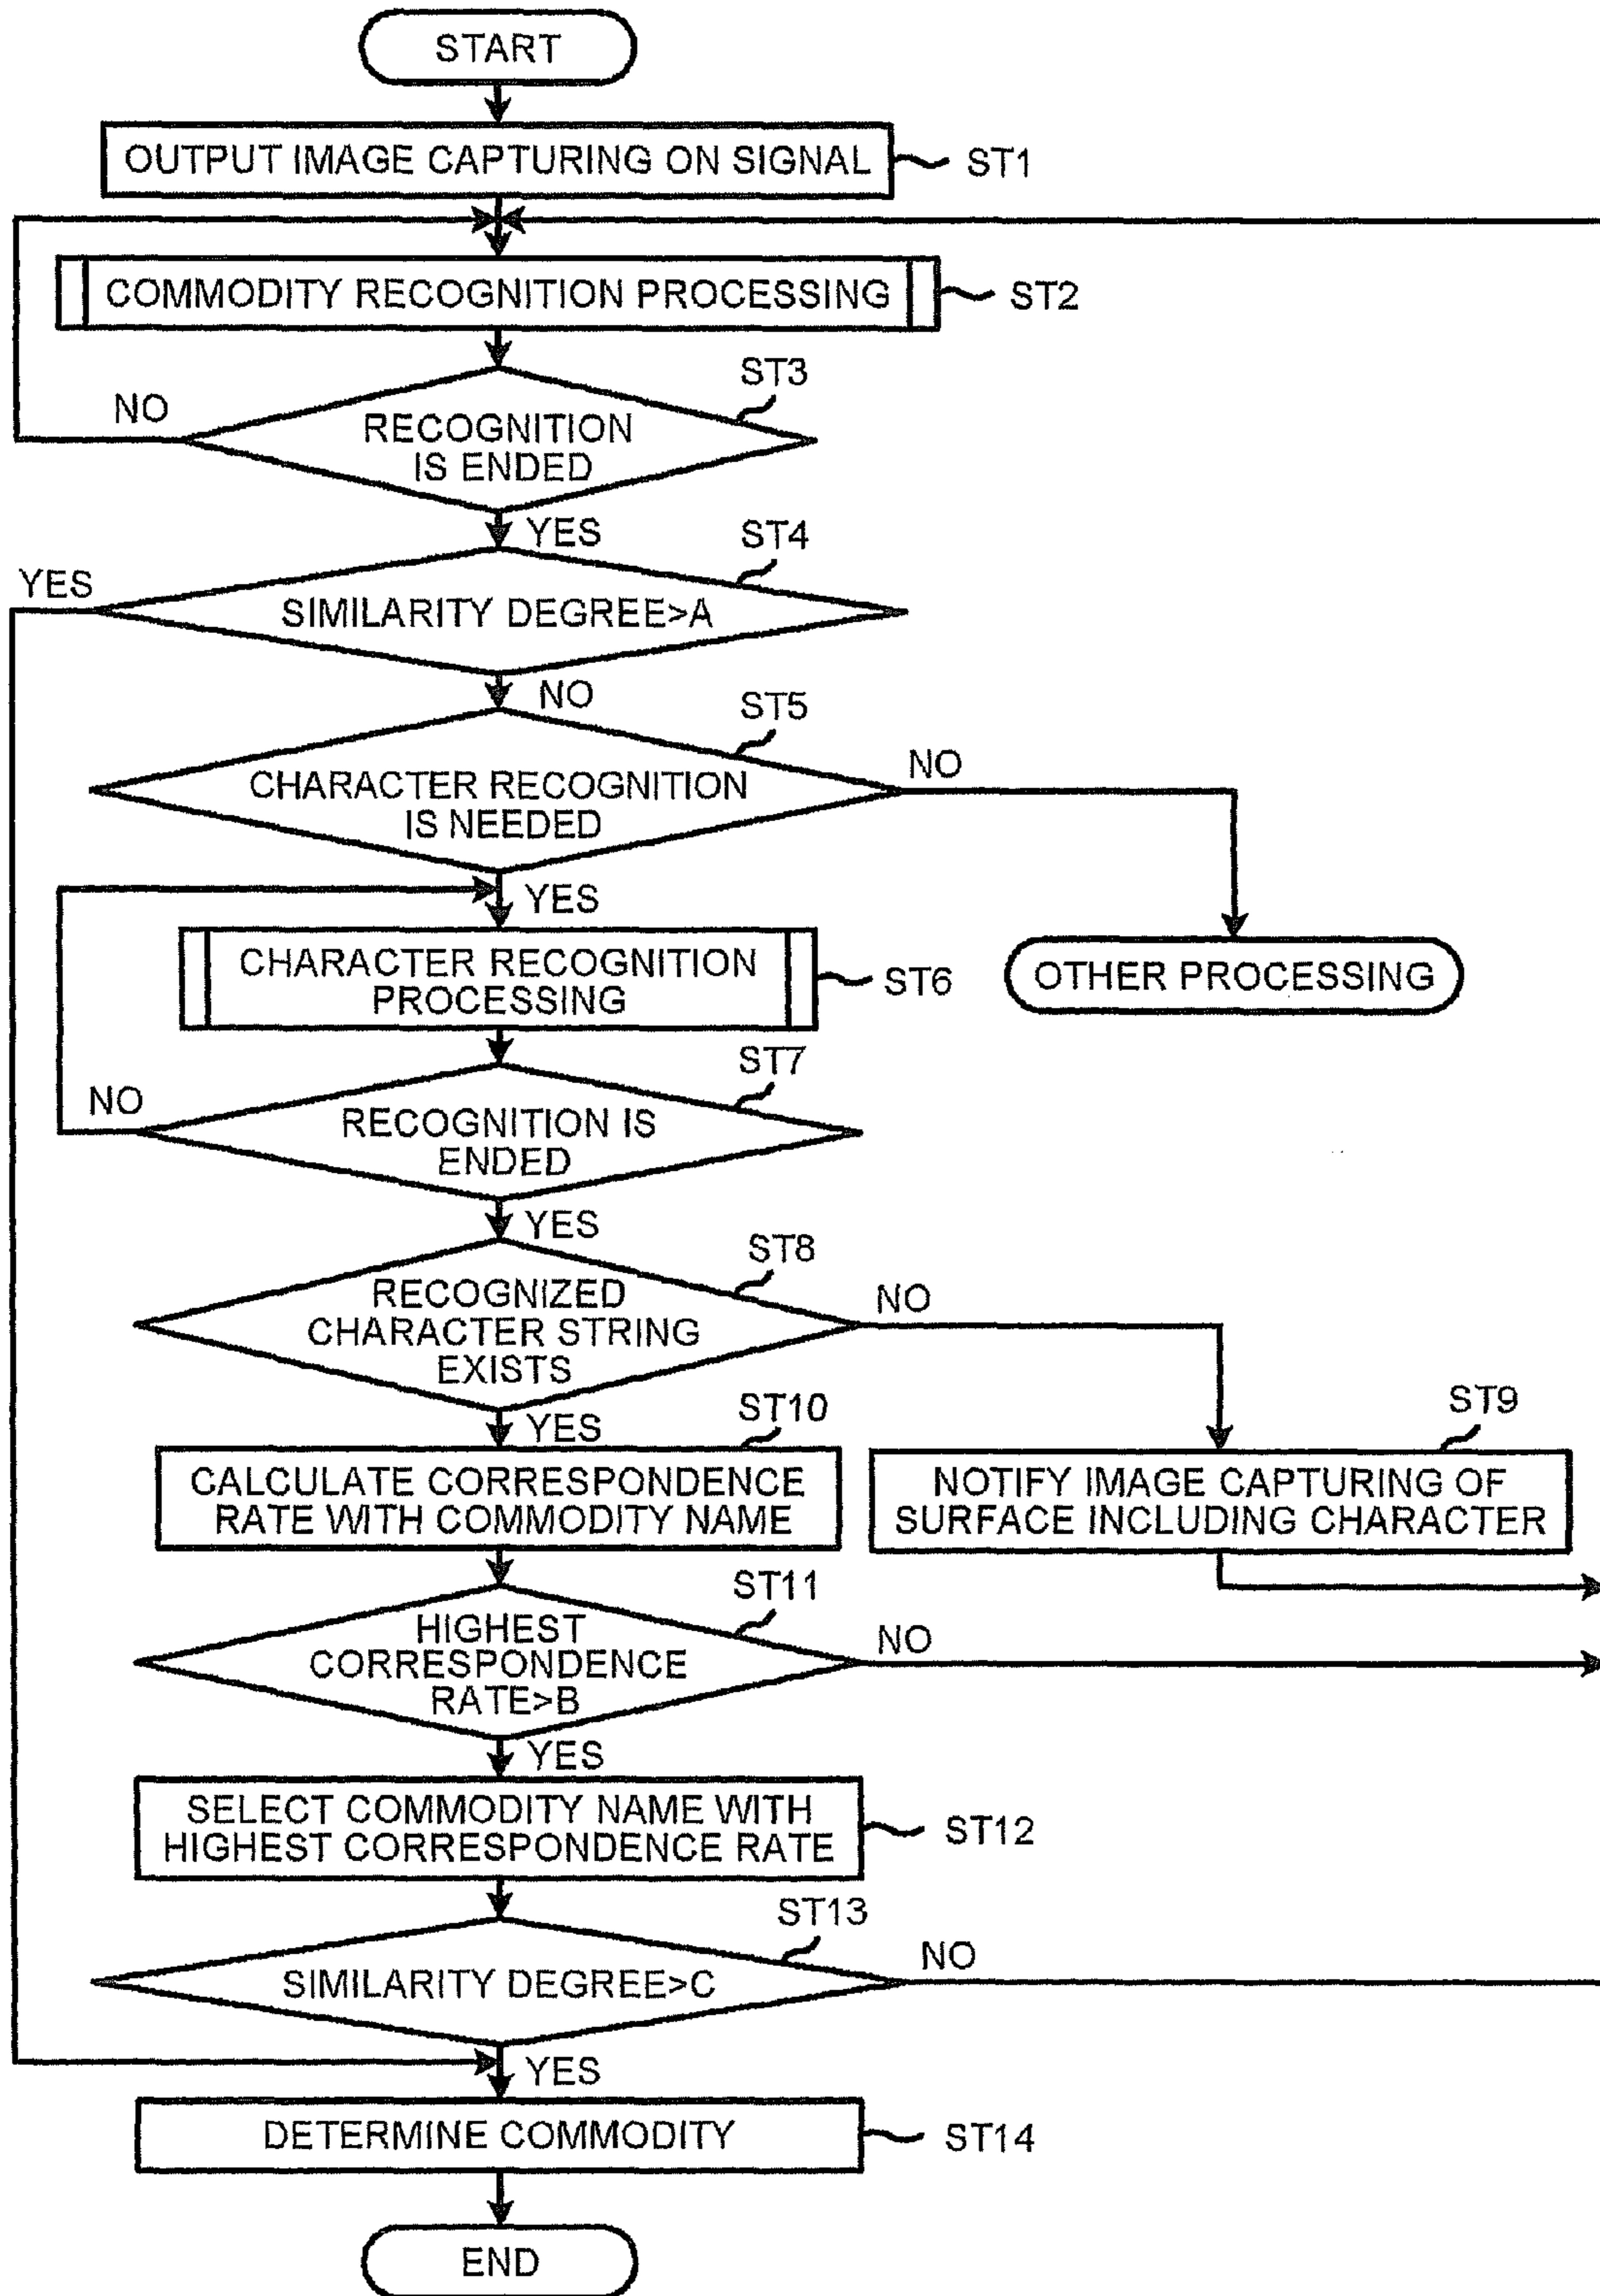 START
OUTPUT IMAGE CAPTURING ON SIGNAL
ST1
COMMODITY RECOGNITION PROCESSING
ST2
ST3
NO
RECOGNITION
IS ENDED
YES
ST4
YES
SIMILARITY DEGREE>A
NO
ST5
NO
CHARACTER RECOGNITION
IS NEEDED
YES
CHARACTER RECOGNITION
PROCESSING
ST6
OTHER PROCESSING
ST7
NO
RECOGNITION IS
ENDED
YES
ST8
NO
RECOGNIZED
CHARACTER STRING
EXISTS
YES
ST10
ST9
CALCULATE CORRESPONDENCE
RATE WITH COMMODITY NAME
NOTIFY IMAGE CAPTURING OF
SURFACE INCLUDING CHARACTER
ST11
NO
HIGHEST
CORRESPONDENCE
RATE>B
YES
SELECT COMMODITY NAME WITH
HIGHEST CORRESPONDENCE RATE
ST12
ST13
NO
SIMILARITY DEGREE>C
YES
DETERMINE COMMODITY
ST14
END